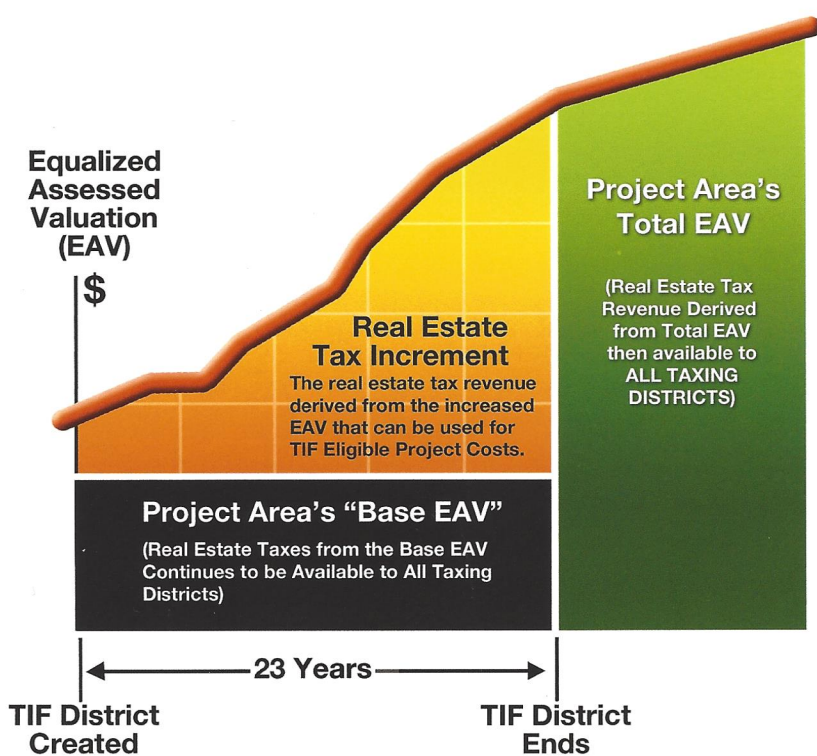 Equalized
Assessed
Valuation
(EAV)
$
Project Area's
Total EAV
(Real Estate Tax
Revenue Derived
from Total EAV
then available to
ALL TAXING
DISTRICTS)
Real Estate
Tax Increment
The real estate tax revenue
derived from the increased
EAV that can be used for
TIF Eligible Project Costs.
Project Area's “Base EAV”
(Real Estate Taxes from the Base EAV
Continues to be Available to All Taxing
Districts)
23 Years
TIF District
Created
TIF District
Ends